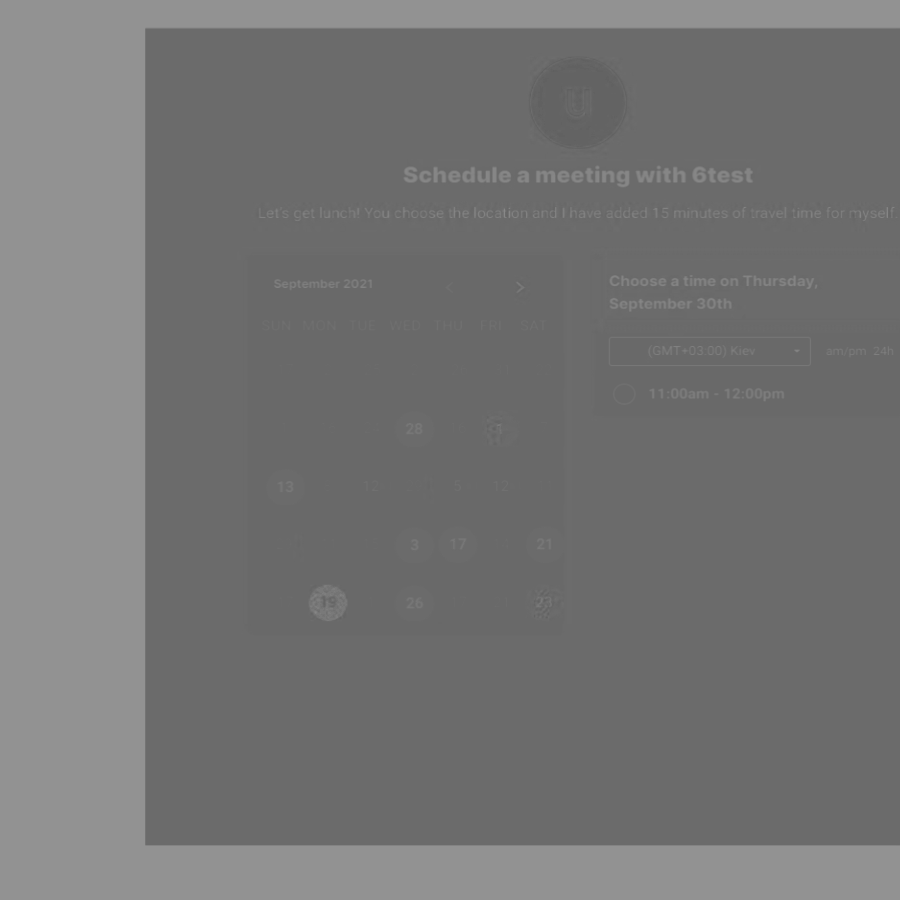 Schedule a meeting with 6test
Let's get lunch! You choose the location and I have added 15 minutes of travel time for myself.
September 2021 < >
SUN MON TUE WED THU FRI SAT
28
13 12 5 12
3 17 21
19 26 23
Choose a time on Thursday,
September 30th
(GMT+03:00) Kiev am/pm 24h
11:00am - 12:00pm